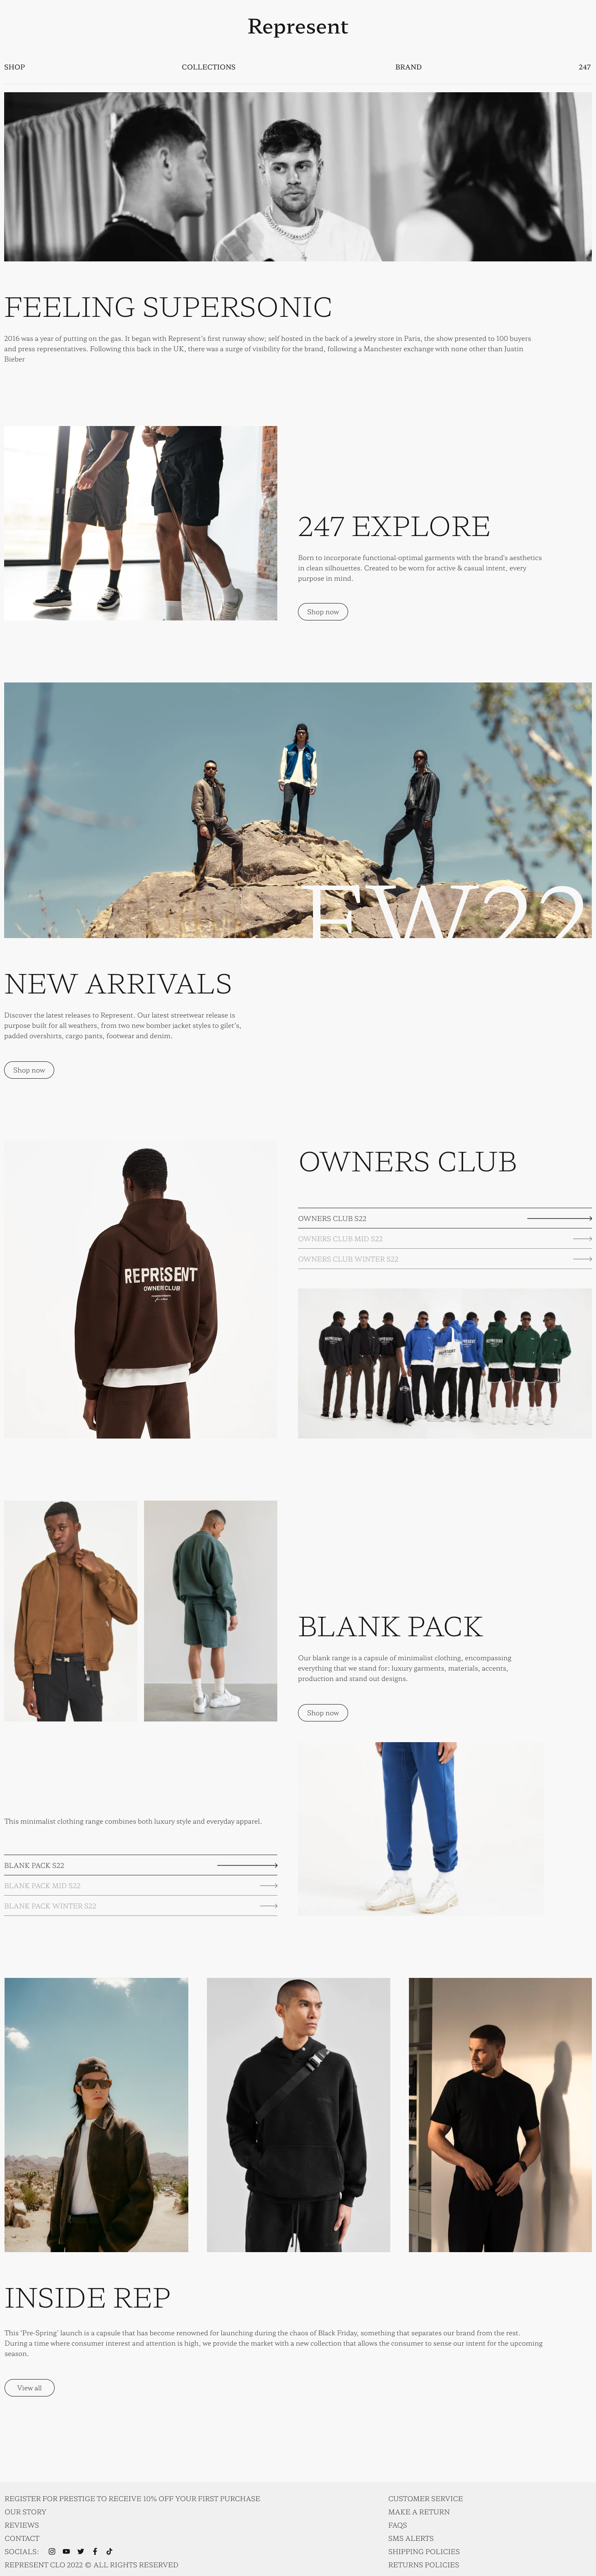 Represent
SHOP
COLLECTIONS
BRAND
247
FEELING SUPERSONIC
2016 was a year of putting on the gas. It began with Represent's first runway show; self hosted in the back of a jewelry store in Paris, the show presented to 100 buyers
and press representatives. Following this back in the UK, there was a surge of visibility for the brand, following a Manchester exchange with none other than Justin
Bieber
247 EXPLORE
Born to incorporate functional-optimal garments with the brand's aesthetics
in clean silhouettes. Created to be worn for active & casual intent, every
purpose in mind.
Shop now
FW22
NEW ARRIVALS
Discover the latest releases to Represent. Our latest streetwear release is
purpose built for all weathers, from two new bomber jacket styles to gilet's,
padded overshirts, cargo pants, footwear and denim.
Shop now
REPRESENT
OWNERS CLUB
OWNERS CLUB
OWNERS CLUB S22
OWNERS CLUB MID S22
OWNERS CLUB WINTER S22
BLANK PACK
Our blank range is a capsule of minimalist clothing, encompassing
everything that we stand for: luxury garments, materials, accents,
production and stand out designs.
Shop now
This minimalist clothing range combines both luxury style and everyday apparel.
BLANK PACK S22
BLANK PACK MID S22
BLANK PACK WINTER S22
INSIDE REP
This 'Pre-Spring' launch is a capsule that has become renowned for launching during the chaos of Black Friday, something that separates our brand from the rest.
During a time where consumer interest and attention is high, we provide the market with a new collection that allows the consumer to sense our intent for the upcoming
season.
View all
REGISTER FOR PRESTIGE TO RECEIVE 10% OFF YOUR FIRST PURCHASE
OUR STORY
REVIEWS
CONTACT
SOCIALS:
REPRESENT CLO 2022 © ALL RIGHTS RESERVED
CUSTOMER SERVICE
MAKE A RETURN
FAQS
SMS ALERTS
SHIPPING POLICIES
RETURNS POLICIES